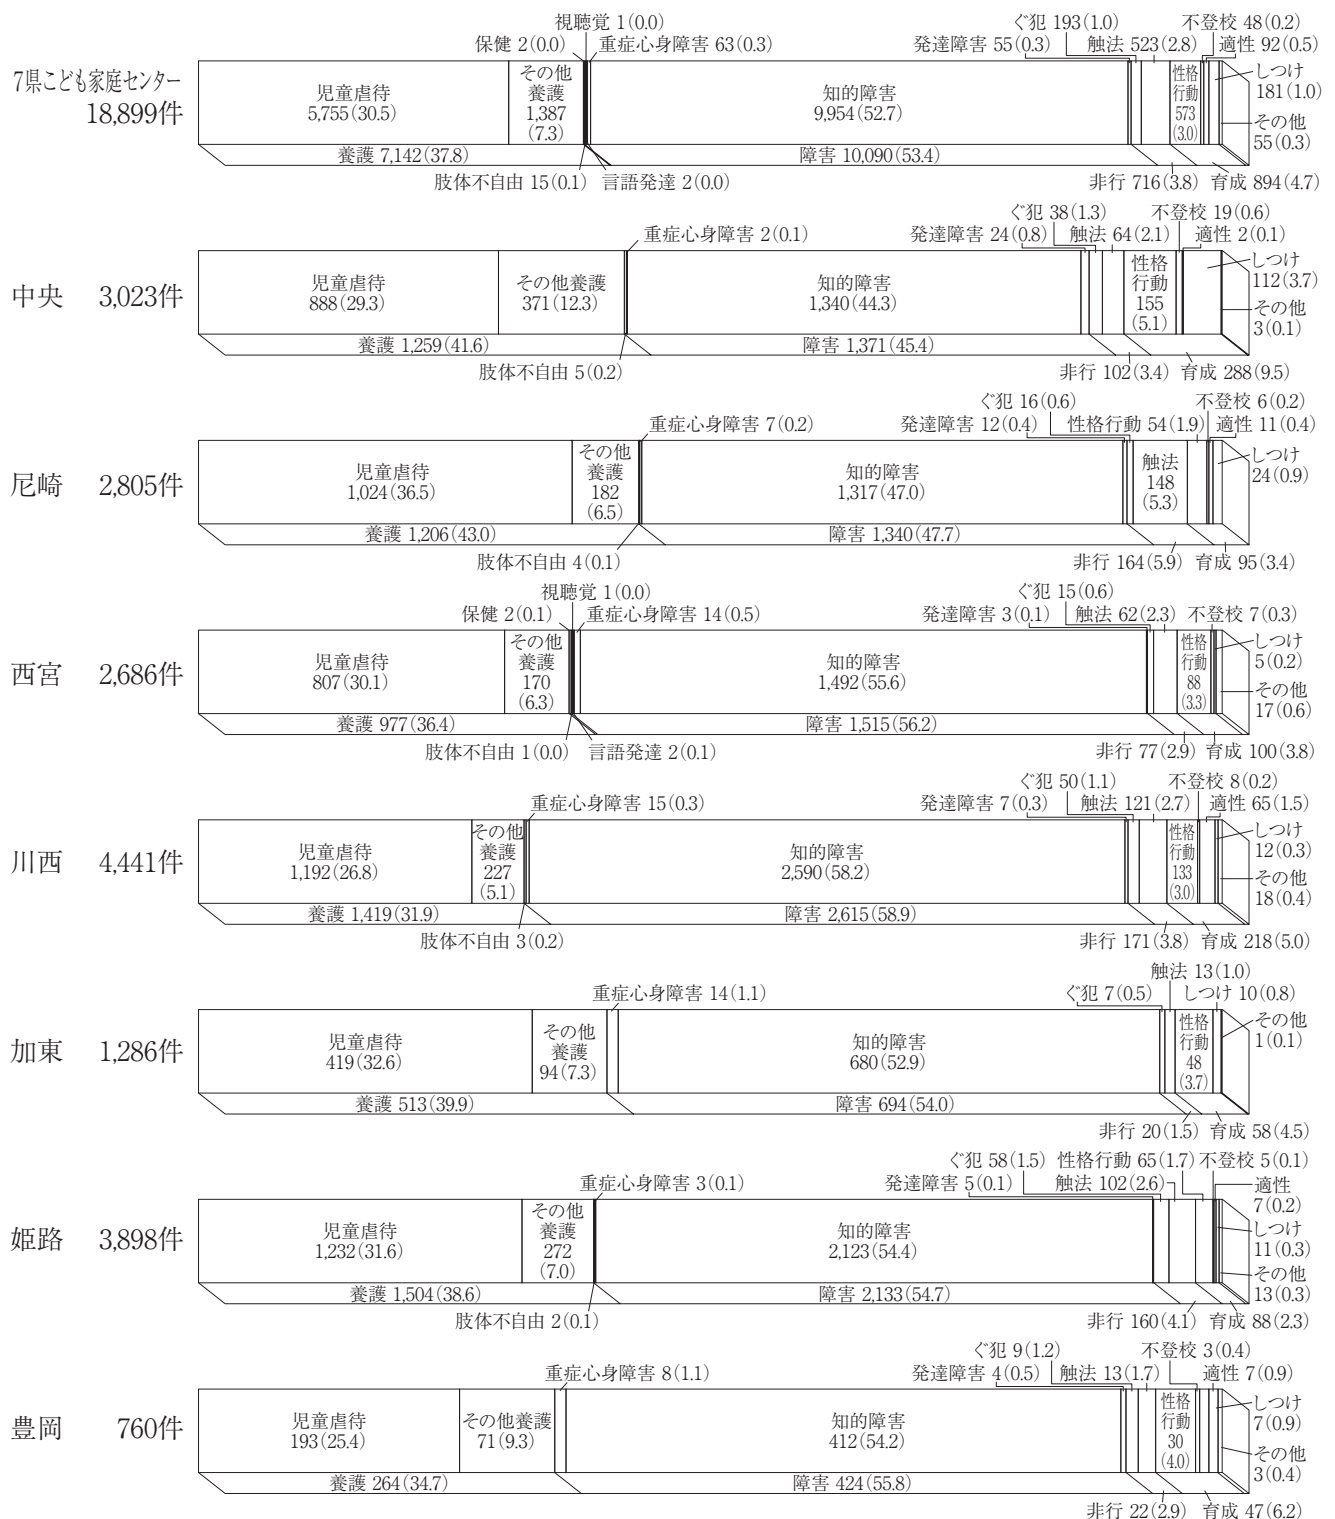 視聴覚 1(0.0)
ぐ犯 193(1.0)
不登校 48(0.2)
保健 2(0.0)
重症心身障害 63(0.3)
発達障害 55(0.3)
触法 523(2.8)
適性 92(0.5)
7県こども家庭センター
18,899件
児童虐待
5,755(30.5)
その他
養護
1,387
(7.3)
知的障害
9,954(52.7)
性格
行動
573
(3.0)
しつけ
181(1.0)
その他
55(0.3)
養護 7,142(37.8)
障害 10,090(53.4)
肢体不自由 15(0.1)
言語発達 2(0.0)
非行 716(3.8)
育成 894(4.7)
ぐ犯 38(1.3)
不登校 19(0.6)
重症心身障害 2(0.1)
発達障害 24(0.8)
触法 64(2.1)
適性 2(0.1)
中央 3,023件
児童虐待
888(29.3)
その他養護
371(12.3)
知的障害
1,340(44.3)
性格
行動
155
(5.1)
しつけ
112(3.7)
その他
3(0.1)
養護 1,259(41.6)
障害 1,371(45.4)
肢体不自由 5(0.2)
非行 102(3.4)
育成 288(9.5)
ぐ犯 16(0.6)
不登校 6(0.2)
重症心身障害 7(0.2)
発達障害 12(0.4)
性格行動 54(1.9)
適性 11(0.4)
尼崎 2,805件
児童虐待
1,024(36.5)
その他
養護
182
(6.5)
知的障害
1,317(47.0)
触法
148
(5.3)
しつけ
24(0.9)
養護 1,206(43.0)
障害 1,340(47.7)
肢体不自由 4(0.1)
非行 164(5.9)
育成 95(3.4)
視聴覚 1(0.0)
ぐ犯 15(0.6)
保健 2(0.1)
重症心身障害 14(0.5)
発達障害 3(0.1)
触法 62(2.3)
不登校 7(0.3)
西宮 2,686件
児童虐待
807(30.1)
その他
養護
170
(6.3)
知的障害
1,492(55.6)
性格
行動
88
(3.3)
しつけ
5(0.2)
その他
17(0.6)
養護 977(36.4)
障害 1,515(56.2)
肢体不自由 1(0.0)
言語発達 2(0.1)
非行 77(2.9)
育成 100(3.8)
ぐ犯 50(1.1)
不登校 8(0.2)
重症心身障害 15(0.3)
発達障害 7(0.3)
触法 121(2.7)
適性 65(1.5)
川西 4,441件
児童虐待
1,192(26.8)
その他
養護
227
(5.1)
知的障害
2,590(58.2)
性格
行動
133
(3.0)
しつけ
12(0.3)
その他
18(0.4)
養護 1,419(31.9)
障害 2,615(58.9)
肢体不自由 3(0.2)
非行 171(3.8)
育成 218(5.0)
触法 13(1.0)
重症心身障害 14(1.1)
ぐ犯 7(0.5)
しつけ 10(0.8)
加東 1,286件
児童虐待
419(32.6)
その他
養護
94(7.3)
知的障害
680(52.9)
性格
行動
48
(3.7)
その他
1(0.1)
養護 513(39.9)
障害 694(54.0)
非行 20(1.5)
育成 58(4.5)
ぐ犯 58(1.5)
性格行動 65(1.7)
不登校 5(0.1)
重症心身障害 3(0.1)
発達障害 5(0.1)
触法 102(2.6)
適性
7(0.2)
姫路 3,898件
児童虐待
1,232(31.6)
その他
養護
272
(7.0)
知的障害
2,123(54.4)
しつけ
11(0.3)
その他
13(0.3)
養護 1,504(38.6)
障害 2,133(54.7)
肢体不自由 2(0.1)
非行 160(4.1)
育成 88(2.3)
ぐ犯 9(1.2)
不登校 3(0.4)
重症心身障害 8(1.1)
発達障害 4(0.5)
触法 13(1.7)
適性 7(0.9)
豊岡 760件
児童虐待
193(25.4)
その他養護
71(9.3)
知的障害
412(54.2)
性格
行動
30
(4.0)
しつけ
7(0.9)
その他
3(0.4)
養護 264(34.7)
障害 424(55.8)
非行 22(2.9)
育成 47(6.2)